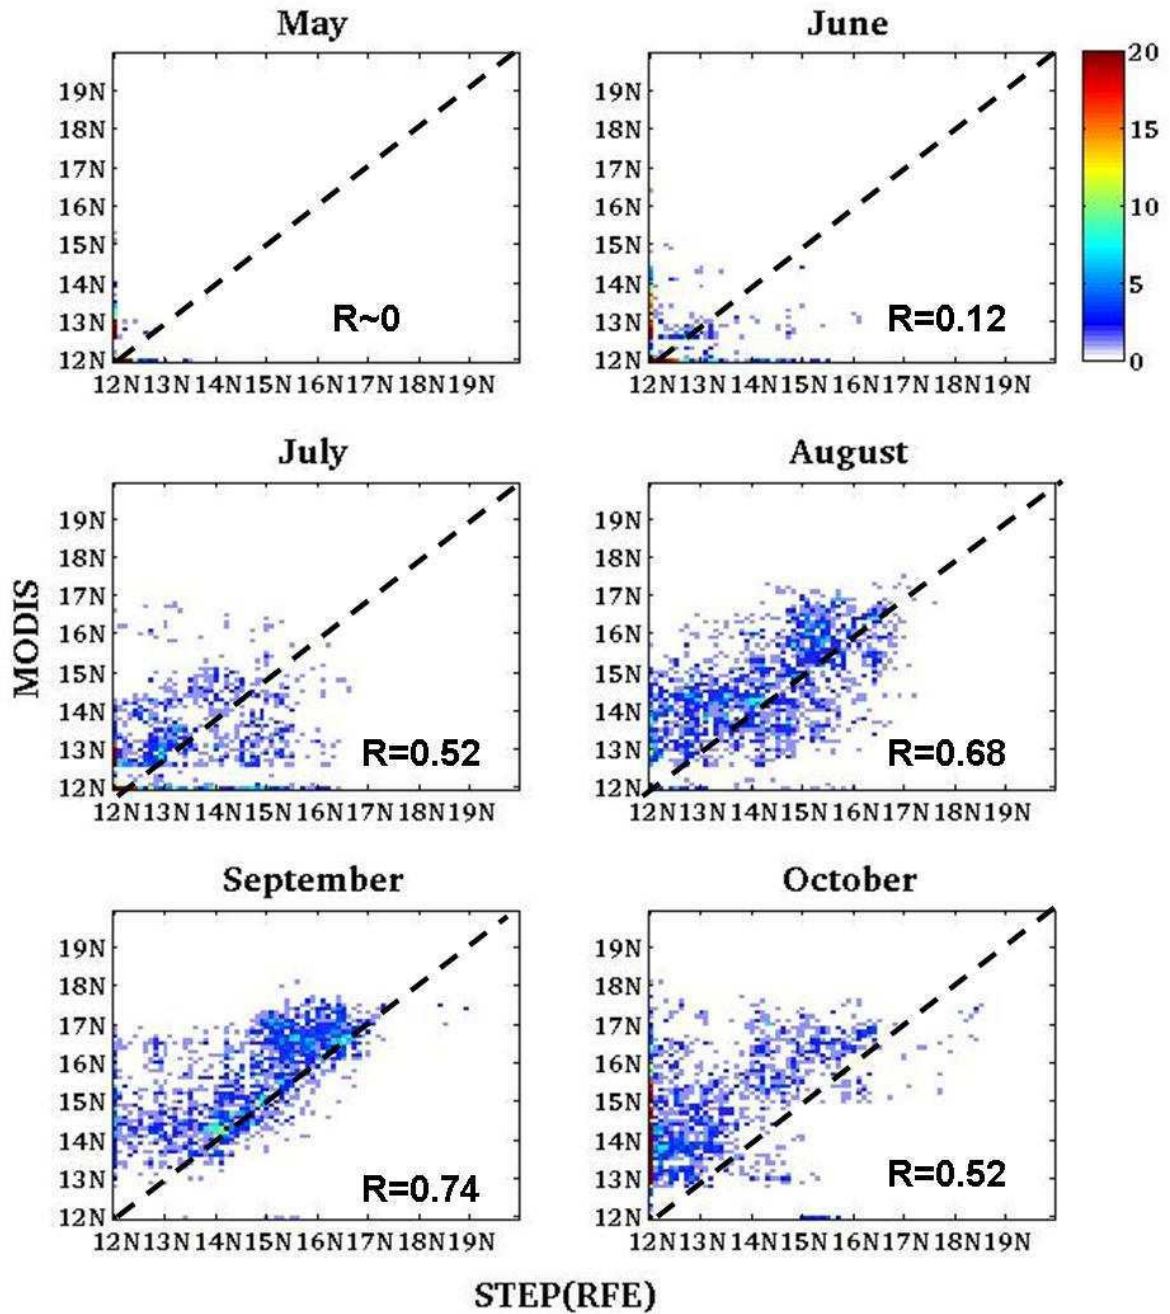 May
June
19N
18N
17N
16N
15N
14N
13N
12N
R~0
12N13N14N15N16N17N18N19N
19N
18N
17N
16N
15N
14N
13N
12N
R=0.12
12N13N14N15N16N17N18N19N
20
15
10
5
0
July
August
19N
18N
17N
16N
15N
14N
13N
12N
R=0.52
12N13N14N15N16N17N18N19N
19N
18N
17N
16N
15N
14N
13N
12N
R=0.68
12N13N14N15N16N17N18N19N
MODIS
September
October
19N
18N
17N
16N
15N
14N
13N
12N
R=0.74
12N13N14N15N16N17N18N19N
19N
18N
17N
16N
15N
14N
13N
12N
R=0.52
12N13N14N15N16N17N18N19N
STEP(RFE)